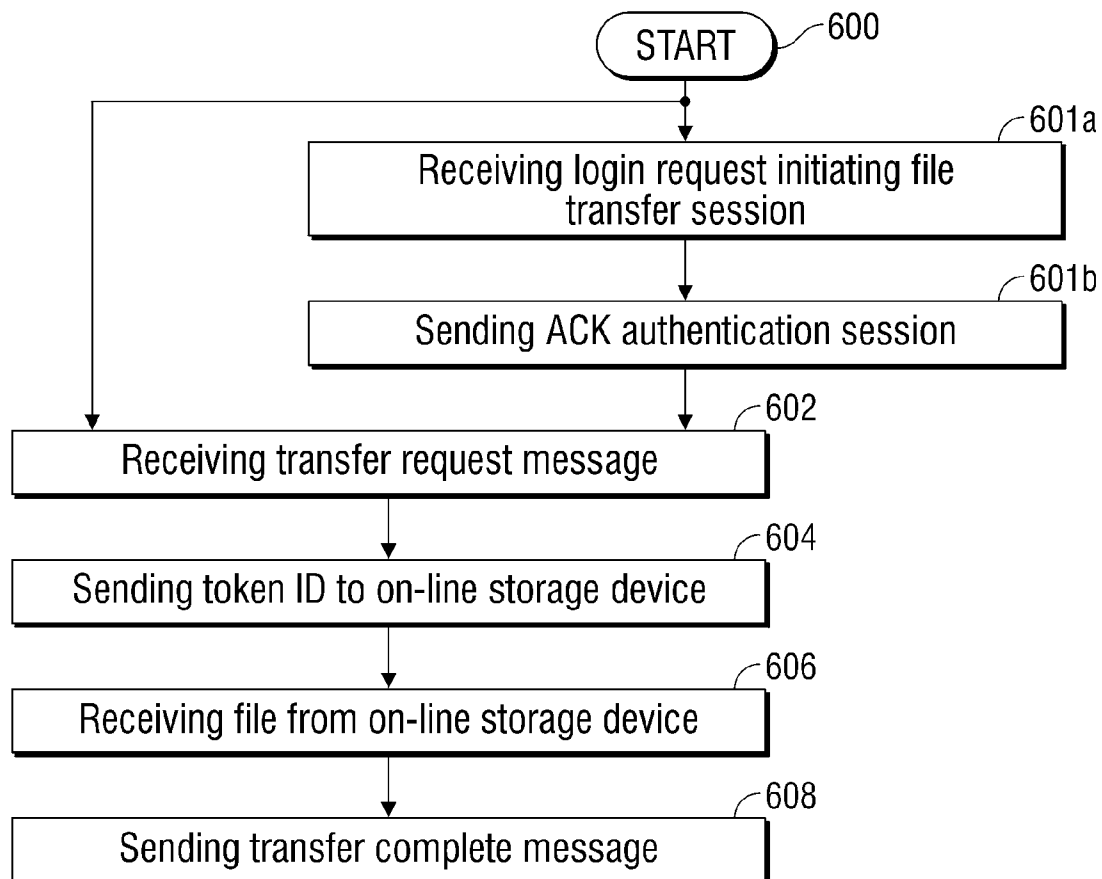 START
600
601a
Receiving login request initiating file
transfer session
601b
Sending ACK authentication session
602
Receiving transfer request message
604
Sending token ID to on-line storage device
606
Receiving file from on-line storage device
608
Sending transfer complete message